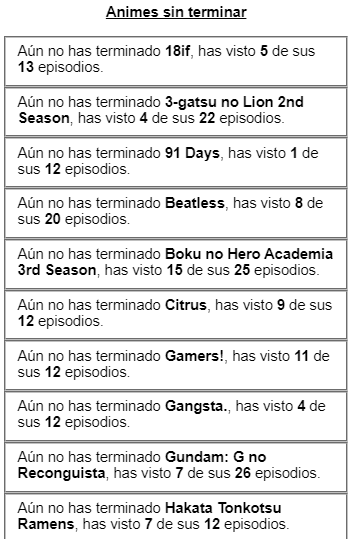 Animes sin terminar
Aún no has terminado 18if, has visto 5 de sus
13 episodios.
Aún no has terminado 3-gatsu no Lion 2nd
Season, has visto 4 de sus 22 episodios.
Aún no has terminado 91 Days, has visto 1 de
sus 12 episodios.
Aún no has terminado Beatless, has visto 8 de
sus 20 episodios.
Aún no has terminado Boku no Hero Academia
3rd Season, has visto 15 de sus 25 episodios.
Aún no has terminado Citrus, has visto 9 de sus
12 episodios.
Aún no has terminado Gamers!, has visto 11 de
sus 12 episodios.
Aún no has terminado Gangsta., has visto 4 de
sus 12 episodios.
Aún no has terminado Gundam: G no
Reconguista, has visto 7 de sus 26 episodios.
Aún no has terminado Hakata Tonkotsu
Ramens, has visto 7 de sus 12 episodios.